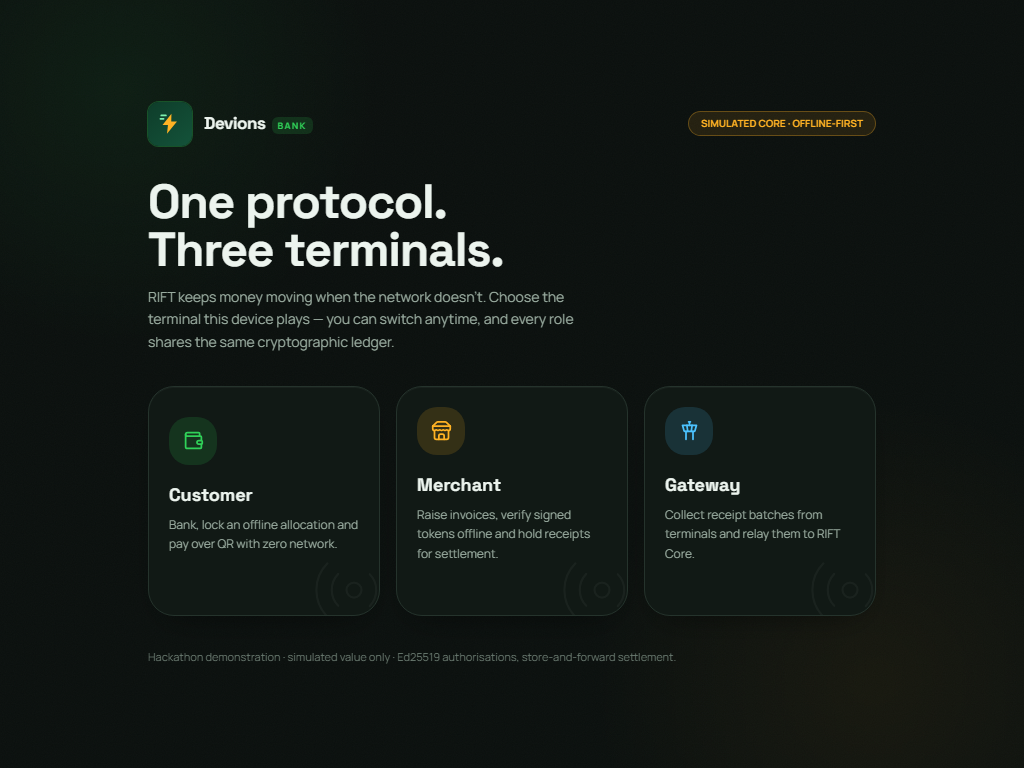 Devions BANK
SIMULATED CORE · OFFLINE-FIRST
One protocol.
Three terminals.
RIFT keeps money moving when the network doesn't. Choose the
terminal this device plays — you can switch anytime, and every role
shares the same cryptographic ledger.
Customer
Bank, lock an offline allocation and
pay over QR with zero network.
Merchant
Raise invoices, verify signed
tokens offline and hold receipts
for settlement.
Gateway
Collect receipt batches from
terminals and relay them to RIFT
Core.
Hackathon demonstration · simulated value only · Ed25519 authorisations, store-and-forward settlement.